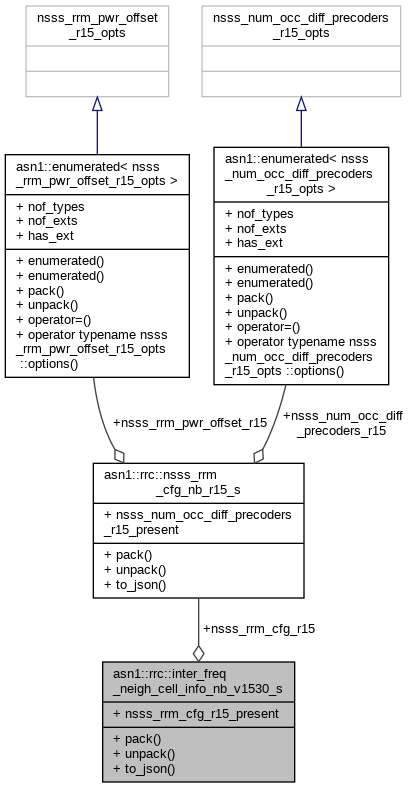 nsss_rrm_pwr_offset
_r15_opts
nsss_num_occ_diff_precoders
_r15_opts
asn1::enumerated< nsss
_rrm_pwr_offset_r15_opts >
+ nof_types
+ nof_exts
+ has_ext
+ enumerated()
+ enumerated()
+ pack()
+ unpack()
+ operator=()
+ operator typename nsss
_rrm_pwr_offset_r15_opts
::options()
asn1::enumerated< nsss
_num_occ_diff_precoders
_r15_opts >
+ nof_types
+ nof_exts
+ has_ext
+ enumerated()
+ enumerated()
+ pack()
+ unpack()
+ operator=()
+ operator typename nsss
_num_occ_diff_precoders
_r15_opts ::options()
+nsss_rrm_pwr_offset_r15
+nsss_num_occ_diff
_precoders_r15
asn1::rrc::nsss_rrm
_cfg_nb_r15_s
+ nsss_num_occ_diff_precoders
_r15_present
+ pack()
+ unpack()
+ to_json()
+nsss_rrm_cfg_r15
asn1::rrc::inter_freq
_neigh_cell_info_nb_v1530_s
+ nsss_rrm_cfg_r15_present
+ pack()
+ unpack()
+ to_json()